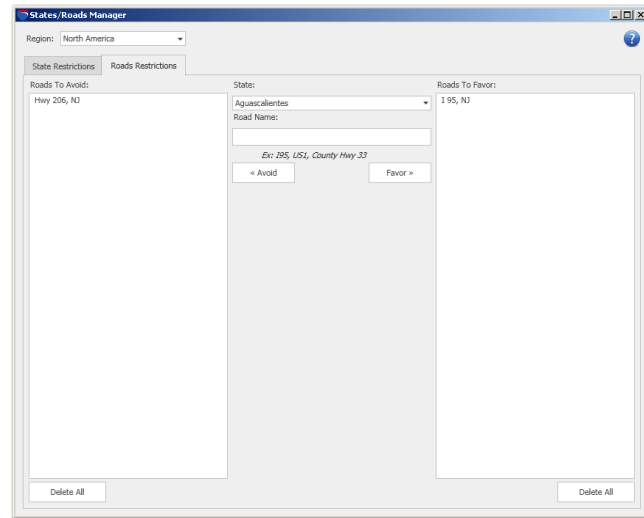 States/Roads Manager
Region: North America
?
State Restrictions Roads Restrictions
Roads To Avoid: State: Roads To Favor:
Hwy 206, NJ Aguascalientes I 95, NJ
Road Name:
Ex: I95, US1, County Hwy 33
« Avoid Favor »
Delete All Delete All